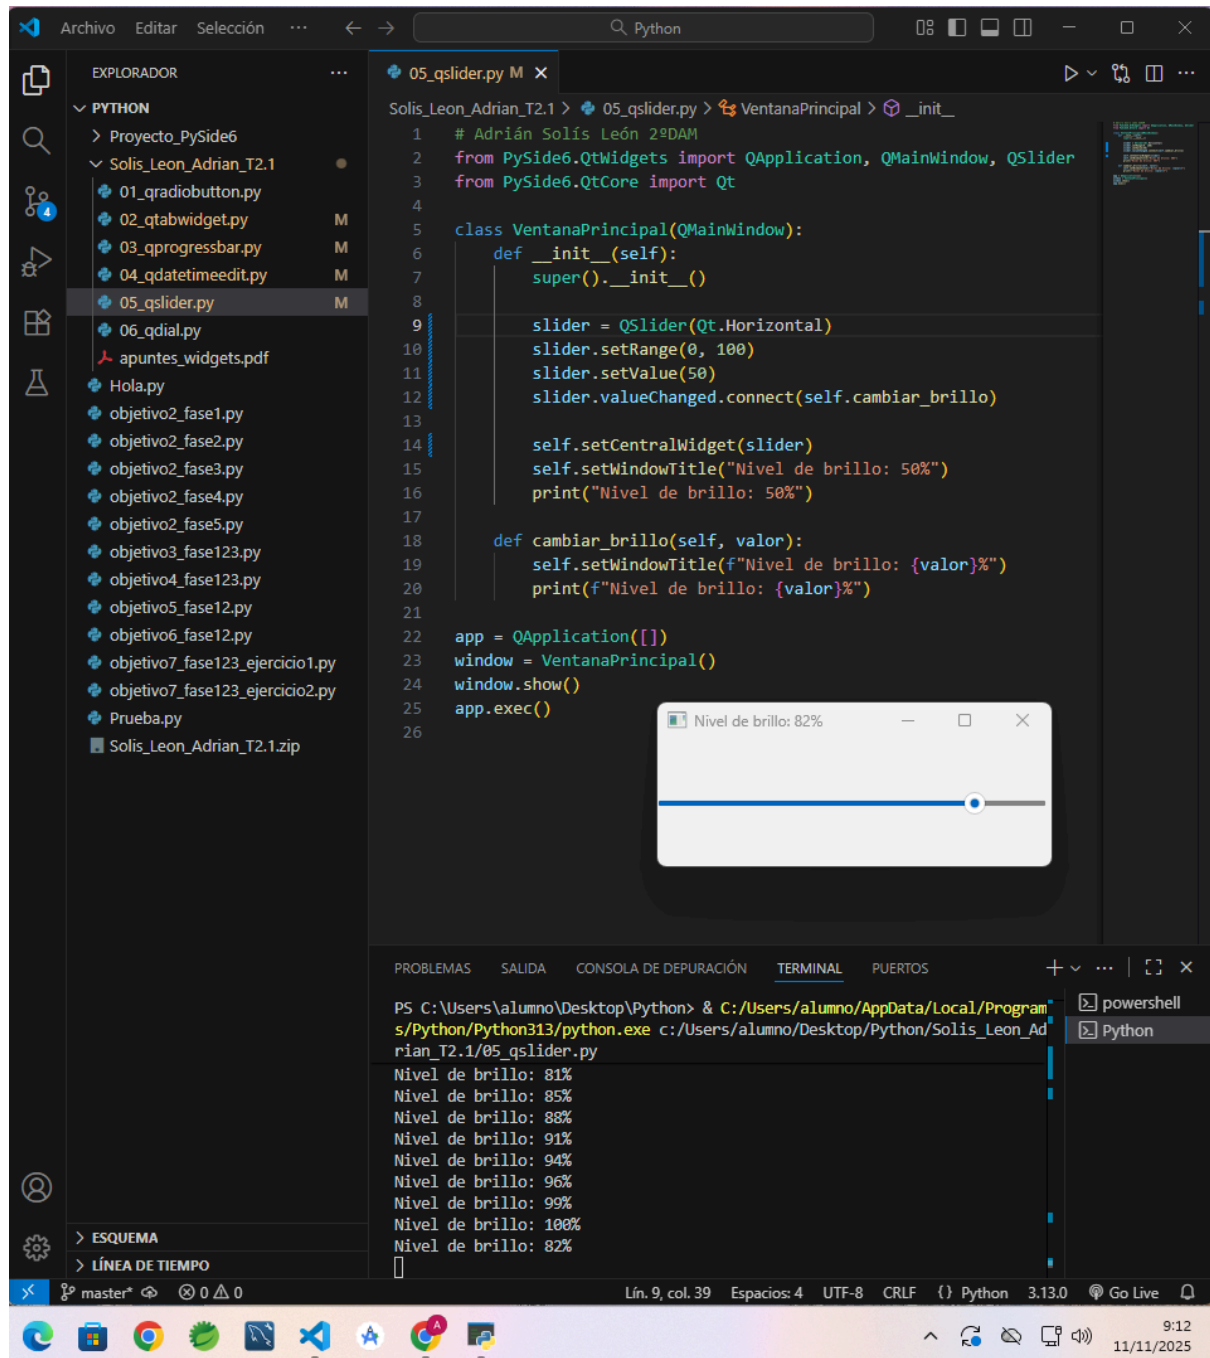 Archivo Editar Selección ··· Python
EXPLORADOR ···
PYTHON
Proyecto_PySide6
Solis_Leon_Adrian_T2.1
01_qradiobutton.py
02_qtabwidget.py M
03_qprogressbar.py M
04_qdatetimeedit.py M
05_qslider.py M
06_qdial.py
apuntes_widgets.pdf
Hola.py
objetivo2_fase1.py
objetivo2_fase2.py
objetivo2_fase3.py
objetivo2_fase4.py
objetivo2_fase5.py
objetivo3_fase123.py
objetivo4_fase123.py
objetivo5_fase12.py
objetivo6_fase12.py
objetivo7_fase123_ejercicio1.py
objetivo7_fase123_ejercicio2.py
Prueba.py
Solis_Leon_Adrian_T2.1.zip
ESQUEMA
LÍNEA DE TIEMPO
4
05_qslider.py M
Solis_Leon_Adrian_T2.1 > 05_qslider.py > VentanaPrincipal > __init__
1 # Adrián Solís León 2ºDAM
2 from PySide6.QtWidgets import QApplication, QMainWindow, QSlider
3 from PySide6.QtCore import Qt
4
5 class VentanaPrincipal(QMainWindow):
6 def __init__(self):
7 super().__init__()
8
9 slider = QSlider(Qt.Horizontal)
10 slider.setRange(0, 100)
11 slider.setValue(50)
12 slider.valueChanged.connect(self.cambiar_brillo)
13
14 self.setCentralWidget(slider)
15 self.setWindowTitle("Nivel de brillo: 50%")
16 print("Nivel de brillo: 50%")
17
18 def cambiar_brillo(self, valor):
19 self.setWindowTitle(f"Nivel de brillo: {valor}%")
20 print(f"Nivel de brillo: {valor}%")
21
22 app = QApplication([])
23 window = VentanaPrincipal()
24 window.show()
25 app.exec()
26
Nivel de brillo: 82%
PROBLEMAS SALIDA CONSOLA DE DEPURACIÓN TERMINAL PUERTOS
PS C:\Users\alumno\Desktop\Python> & C:/Users/alumno/AppData/Local/Program
s/Python/Python313/python.exe c:/Users/alumno/Desktop/Python/Solis_Leon_Ad
rian_T2.1/05_qslider.py
Nivel de brillo: 81%
Nivel de brillo: 85%
Nivel de brillo: 88%
Nivel de brillo: 91%
Nivel de brillo: 94%
Nivel de brillo: 96%
Nivel de brillo: 99%
Nivel de brillo: 100%
Nivel de brillo: 82%
powershell
Python
master* 0 0 Lín. 9, col. 39 Espacios: 4 UTF-8 CRLF {} Python 3.13.0 Go Live
A
9:12
11/11/2025